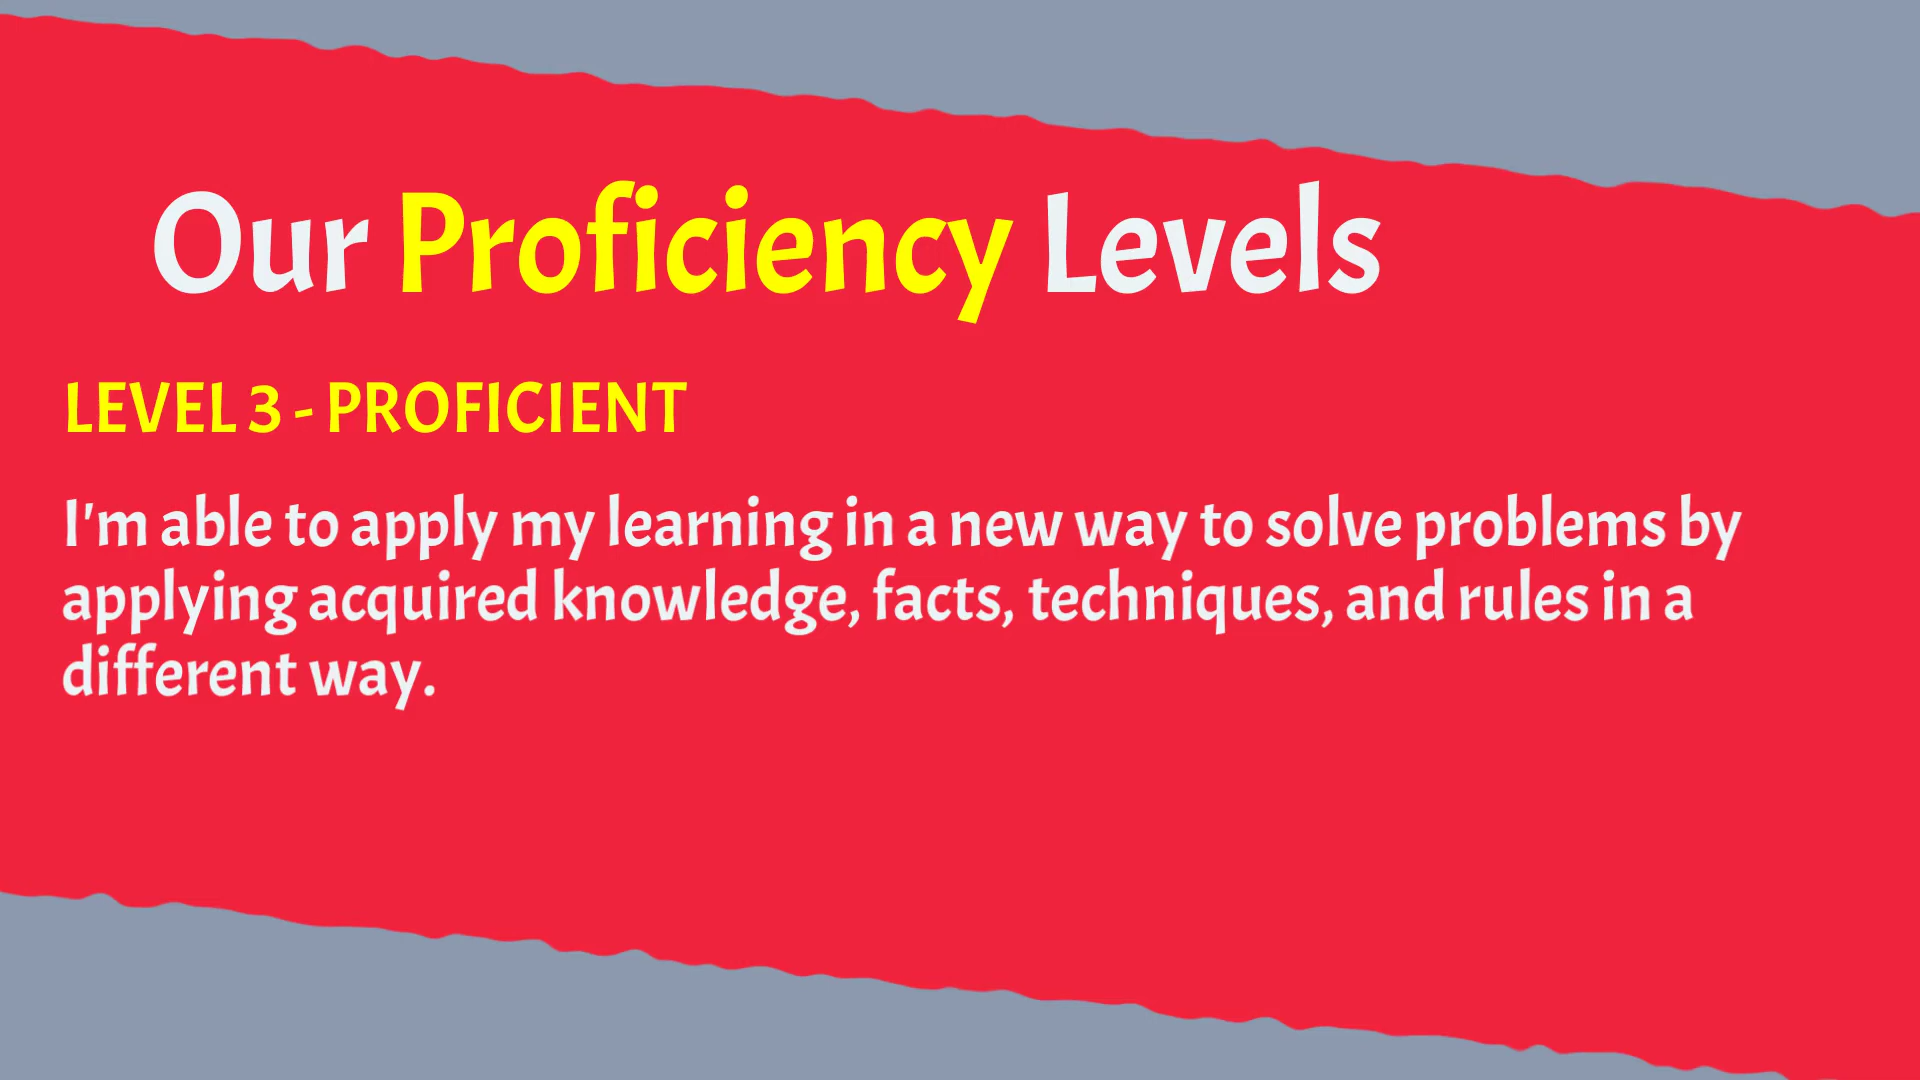 Our Proficiency Levels
LEVEL 3 - PROFICIENT
I'm able to apply my learning in a new way to solve problems by
applying acquired knowledge, facts, techniques, and rules in a
different way.